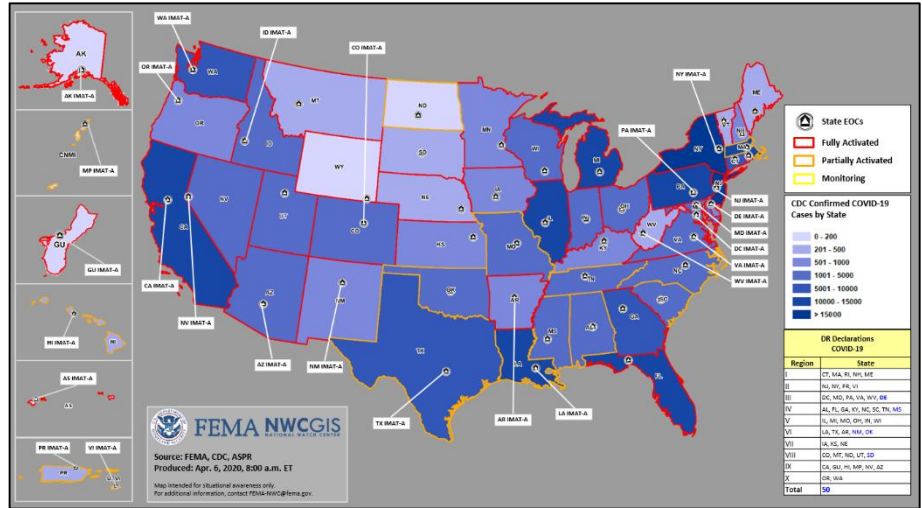 WA IMAT-A
ID IMAT-A
CO IMAT-A
NY IMAT-A
OR IMAT-A
PA IMAT-A
AK
AK IMAT-A
CNMI
MP IMAT-A
GU
GU IMAT-A
HI IMAT-A
HI
AS IMAT-A
AS
PR IMAT-A
VI IMAT-A
PR
CA IMAT-A
NV IMAT-A
AZ IMAT-A
NM IMAT-A
TX IMAT-A
AR IMAT-A
LA IMAT-A
NJ IMAT-A
DE IMAT-A
MD IMAT-A
DC IMAT-A
VA IMAT-A
WV IMAT-A
WA
OR
CA
NV
ID
MT
WY
UT
CO
AZ
NM
ND
SD
NE
KS
OK
TX
MN
IA
MO
AR
LA
WI
IL
MI
IN
OH
KY
TN
MS
AL
GA
FL
SC
NC
VA
WV
PA
NY
ME
VT
NH
MA
CT
NJ
State EOCs
Fully Activated
Partially Activated
Monitoring
CDC Confirmed COVID-19
Cases by State
0 - 200
201 - 500
501 - 1000
1001 - 5000
5001 - 10000
10000 - 15000
> 15000
DR Declarations
COVID-19
Region State
I CT, MA, RI, NH, ME
II NJ, NY, PR, VI
III DC, MD, PA, VA, WV, DE
IV AL, FL, GA, KY, NC, SC, TN, MS
V IL, MI, MO, OH, IN, WI
VI LA, TX, AR, NM, OK
VII IA, KS, NE
VIII CO, MT, ND, UT, SD
IX CA, GU, HI, MP, NV, AZ
X OR, WA
Total 50
FEMA NWCGIS
NATIONAL WATCH CENTER
Source: FEMA, CDC, ASPR
Produced: Apr. 6, 2020, 8:00 a.m. ET
Map intended for situational awareness only.
For additional information, contact FEMA-NWC@fema.gov.